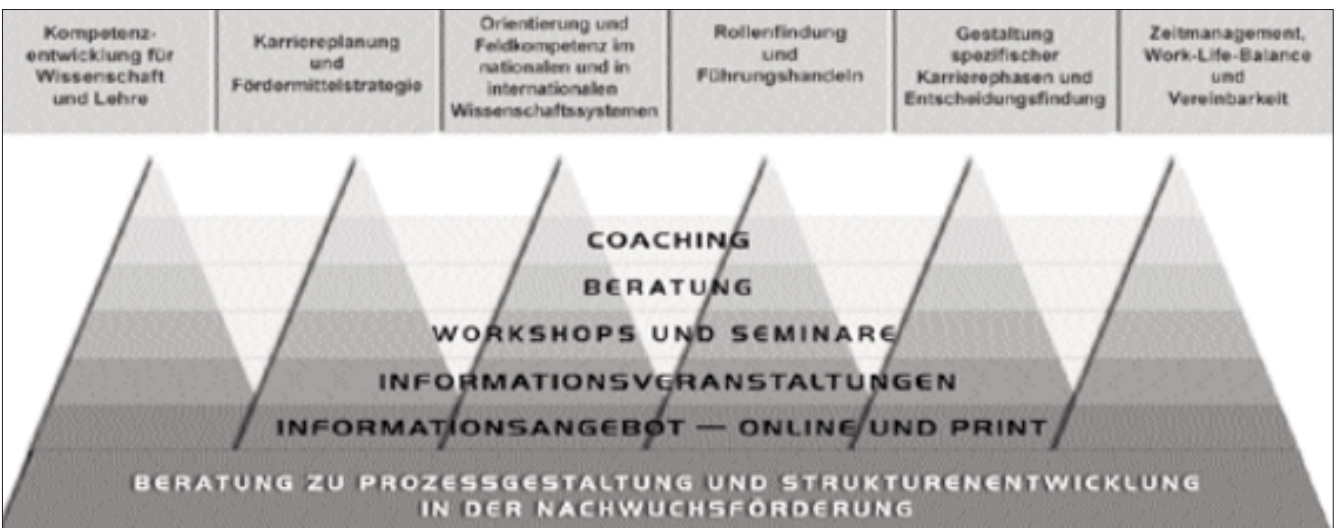 Kompetenz-
entwicklung für
Wissenschaft
und Lehre
Karriereplanung
und
Fördermittelstrategie
Orientierung und
Feldkompetenz im
nationalen und in
internationalen
Wissenschaftssystemen
Rollenfindung
und
Führungshandeln
Gestaltung
spezifischer
Karrierephasen und
Entscheidungsfindung
Zeitmanagement,
Work-Life-Balance
und
Vereinbarkeit
COACHING
BERATUNG
WORKSHOPS UND SEMINARE
INFORMATIONSVERANSTALTUNGEN
INFORMATIONSANGEBOT — ONLINE UND PRINT
BERATUNG ZU PROZESSGESTALTUNG UND STRUKTURENENTWICKLUNG
IN DER NACHWUCHSFÖRDERUNG